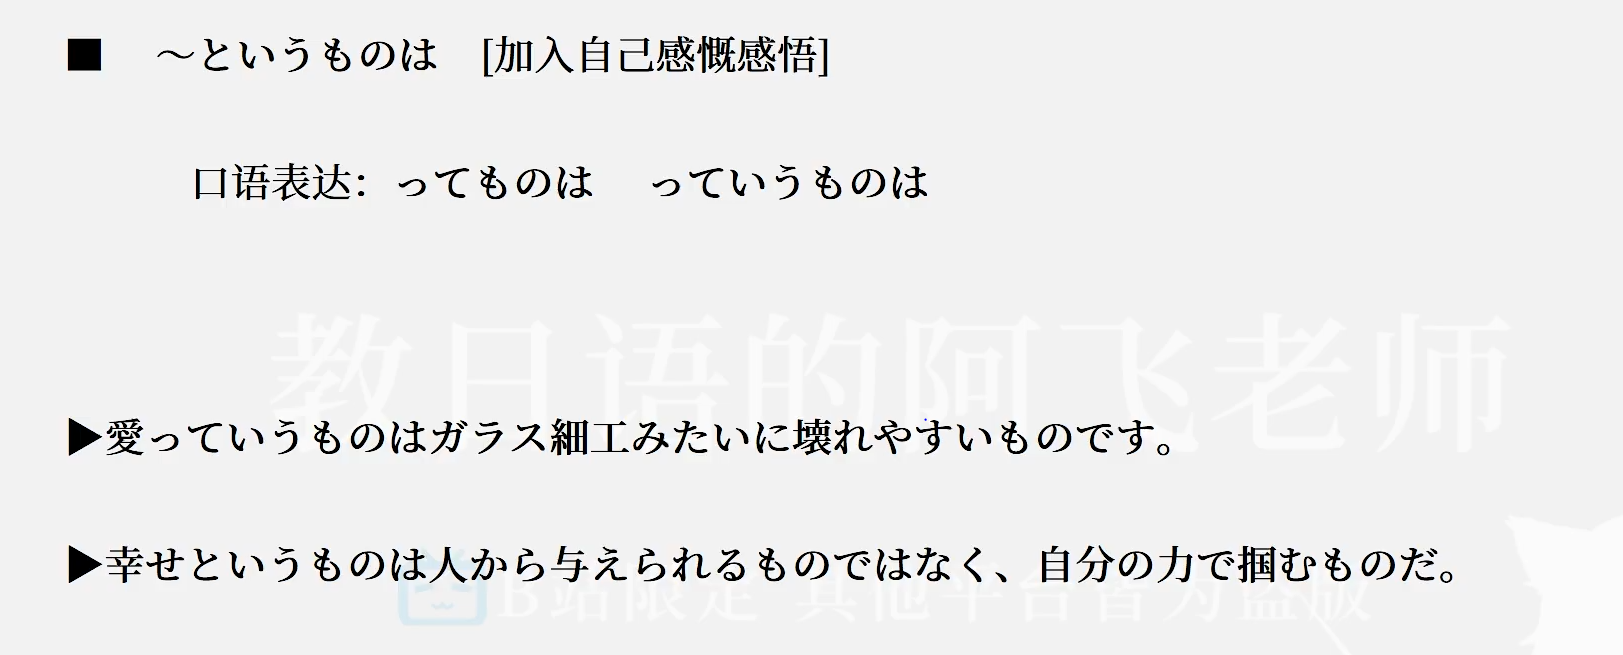 ■ ～というものは [加入自己感慨感悟]
口语表达：ってものは っていうものは
教日语的阿飞老师
▶愛っていうものはガラス細工みたいに壊れやすいものです。
▶幸せというものは人から与えられるものではなく、自分の力で掴むものだ。
B站限定 其他平台皆为盗版